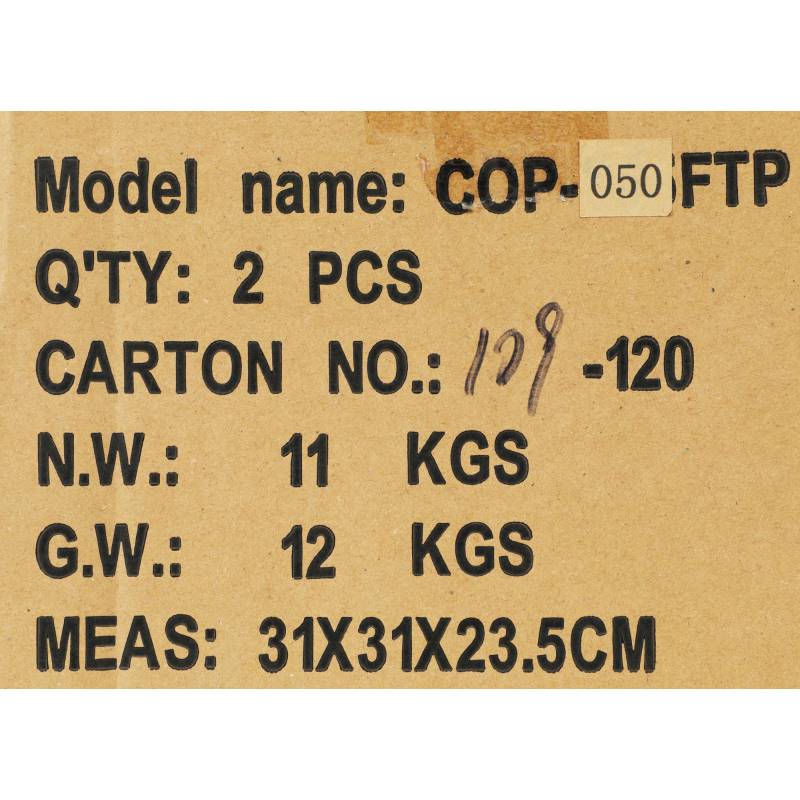 Model name: COP-050FTP
Q'TY: 2 PCS
CARTON NO.: 109 -120
N.W.: 11 KGS
G.W.: 12 KGS
MEAS: 31X31X23.5CM